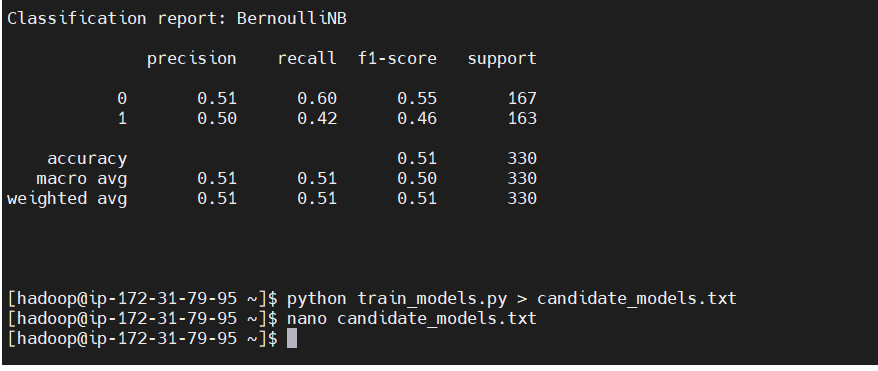 Classification report: BernoulliNB
precision recall f1-score support
0 0.51 0.60 0.55 167
1 0.50 0.42 0.46 163
accuracy 0.51 330
macro avg 0.51 0.51 0.50 330
weighted avg 0.51 0.51 0.51 330
[hadoop@ip-172-31-79-95 ~]$ python train_models.py > candidate_models.txt
[hadoop@ip-172-31-79-95 ~]$ nano candidate_models.txt
[hadoop@ip-172-31-79-95 ~]$